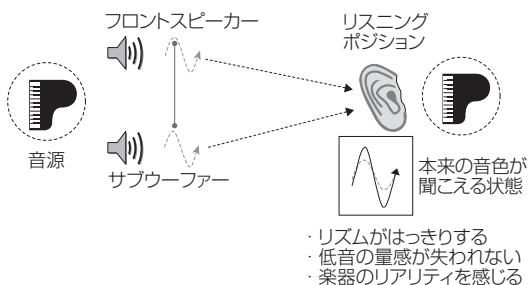 フロントスピーカー
リスニング
ポジション
音源
サブウーファー
本来の音色が
聞こえる状態
・リズムがはっきりする
・低音の量感が失われない
・楽器のリアリティを感じる